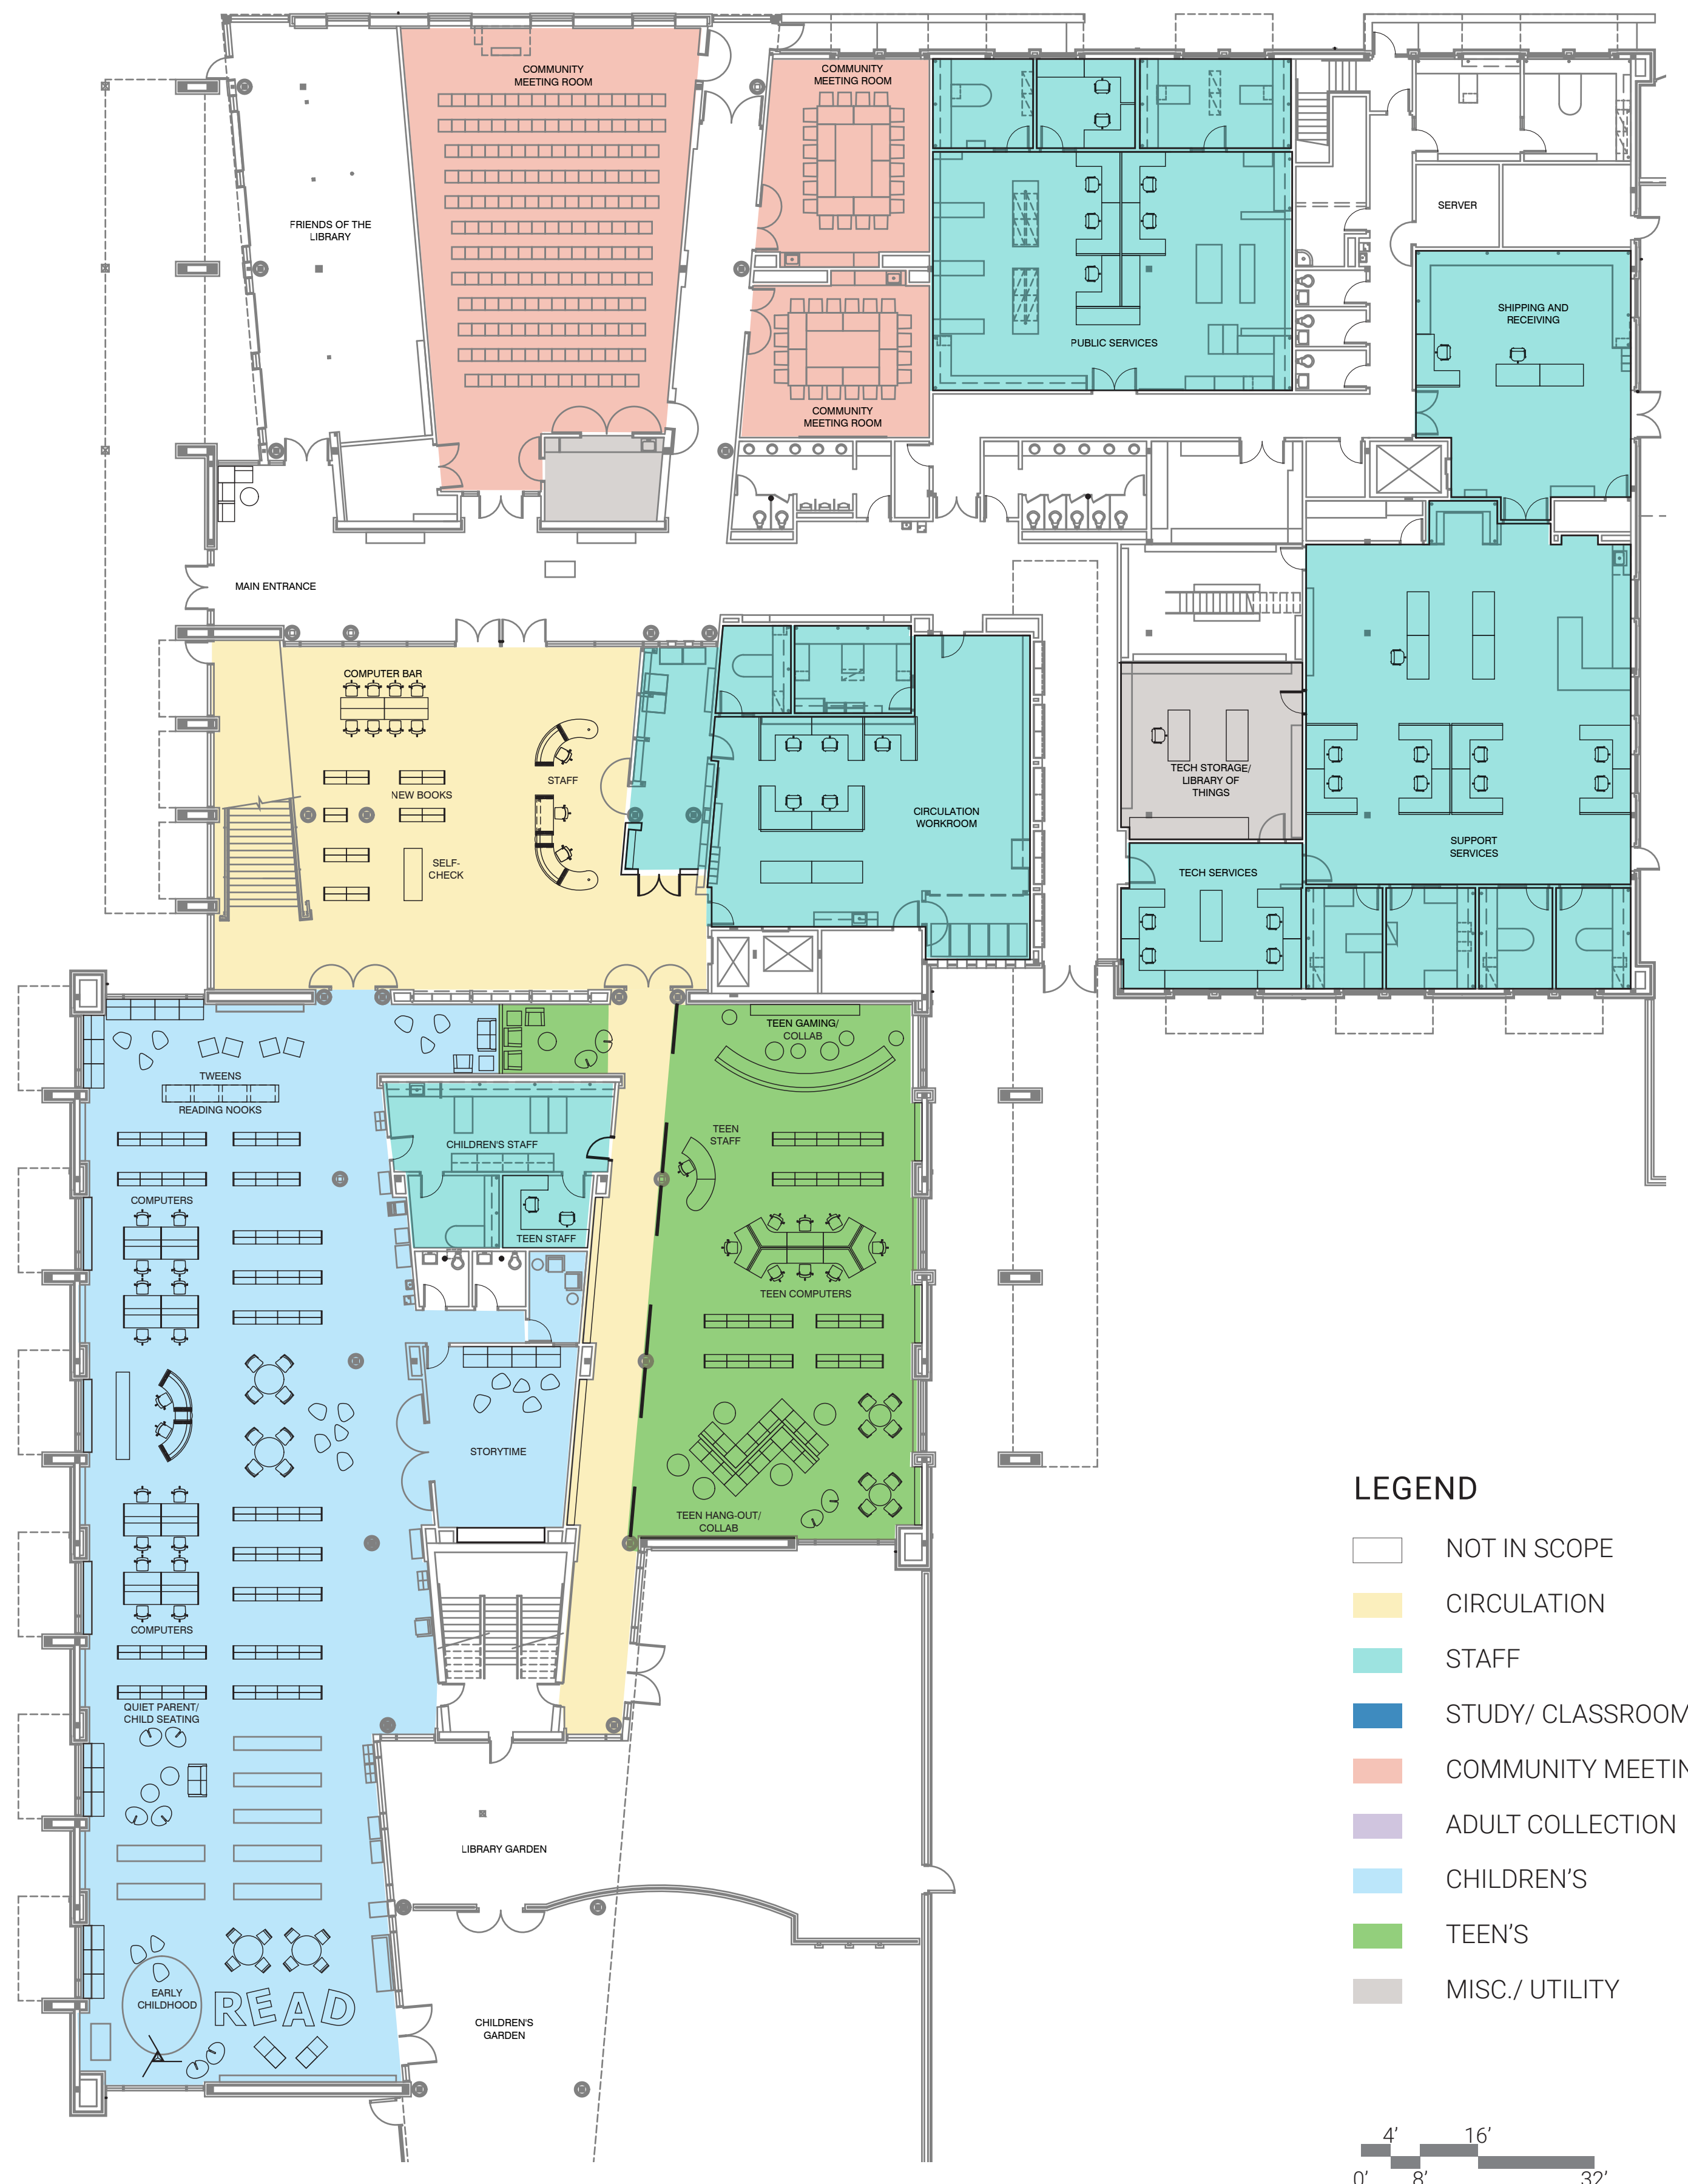 COMMUNITY
MEETING ROOM
COMMUNITY
MEETING ROOM
FRIENDS OF THE
LIBRARY
SERVER
SHIPPING AND
RECEIVING
PUBLIC SERVICES
COMMUNITY
MEETING ROOM
MAIN ENTRANCE
COMPUTER BAR
STAFF
NEW BOOKS
SELF-
CHECK
CIRCULATION
WORKROOM
TECH STORAGE/
LIBRARY OF
THINGS
SUPPORT
SERVICES
TECH SERVICES
TEEN GAMING/
COLLAB
TWEENS
READING NOOKS
CHILDREN'S STAFF
TEEN
STAFF
COMPUTERS
TEEN STAFF
TEEN COMPUTERS
STORYTIME
TEEN HANG-OUT/
COLLAB
COMPUTERS
QUIET PARENT/
CHILD SEATING
LIBRARY GARDEN
EARLY
CHILDHOOD
READ
CHILDREN'S
GARDEN
LEGEND
NOT IN SCOPE
CIRCULATION
STAFF
STUDY/ CLASSROOM
COMMUNITY MEETIN
ADULT COLLECTION
CHILDREN'S
TEEN'S
MISC./ UTILITY
4' 16'
0' 8' 32'